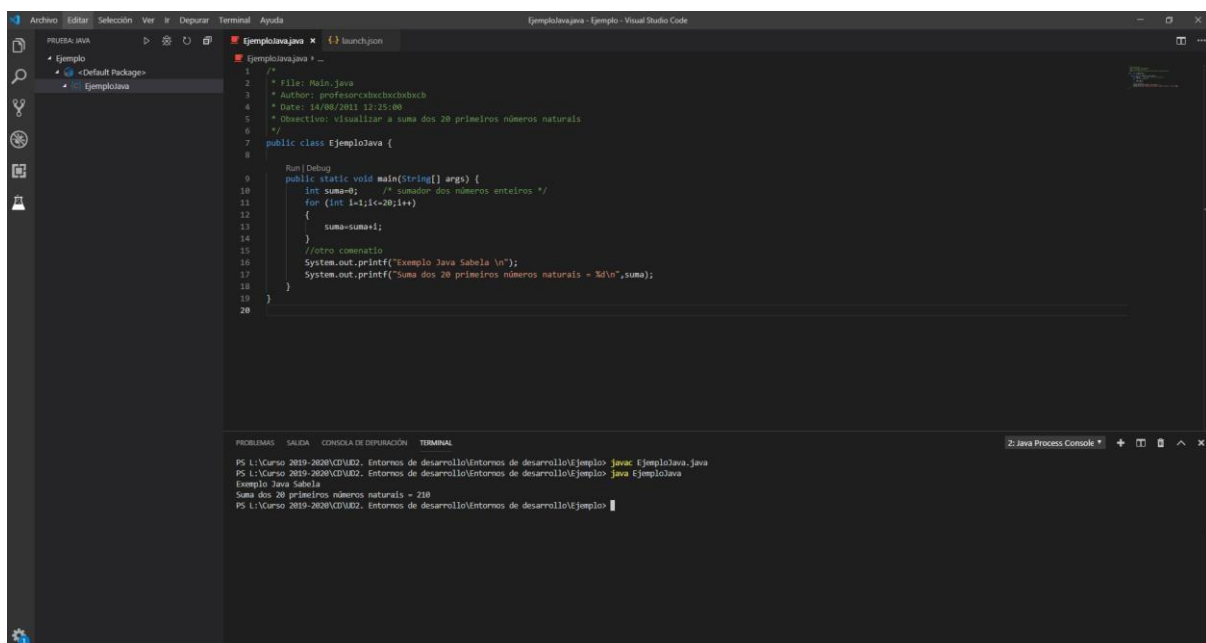 Archivo Editar Selección Ver Ir Depurar Terminal Ayuda
EjemploJava.java - Ejemplo - Visual Studio Code
PRUEBA: JAVA
EjemploJava.java
launch.json
Ejemplo
<Default Package>
EjemploJava
EjemploJava.java
1 /*
2 * File: Main.java
3 * Author: profesorcxbxcbxcbxbxcb
4 * Date: 14/08/2011 12:25:00
5 * Obxectivo: visualizar a suma dos 20 primeiros números naturais
6 */
7 public class EjemploJava {
8
Run | Debug
9 public static void main(String[] args) {
10 int suma=0; /* sumador dos números enteiros */
11 for (int i=1;i<=20;i++)
12 {
13 suma=suma+i;
14 }
15 //otro comenatio
16 System.out.printf("Exemplo Java Sabela \n");
17 System.out.printf("Suma dos 20 primeiros números naturais = %d\n",suma);
18 }
19 }
20
PROBLEMAS SALIDA CONSOLA DE DEPURACIÓN TERMINAL
2: Java Process Console
PS L:\Curso 2019-2020\CD\UD2. Entornos de desarrollo\Entornos de desarrollo\Ejemplo> javac EjemploJava.java
PS L:\Curso 2019-2020\CD\UD2. Entornos de desarrollo\Entornos de desarrollo\Ejemplo> java EjemploJava
Exemplo Java Sabela
Suma dos 20 primeiros números naturais = 210
PS L:\Curso 2019-2020\CD\UD2. Entornos de desarrollo\Entornos de desarrollo\Ejemplo>